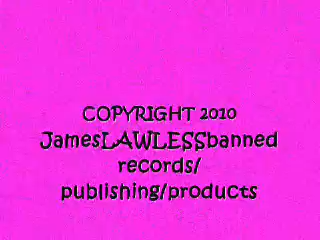 COPYRIGHT 2010
JamesLAWLESSbanned
records/
publishing/products